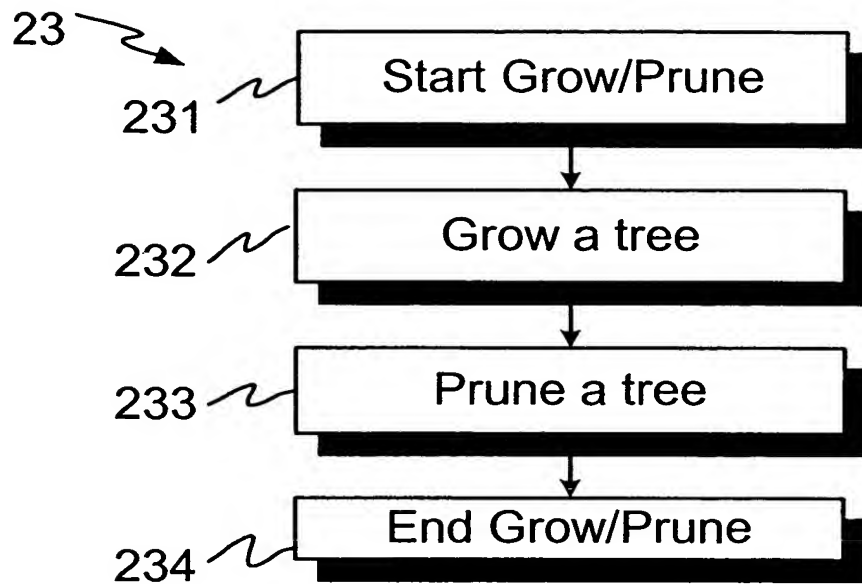 23
Start Grow/Prune
231
Grow a tree
232
Prune a tree
233
End Grow/Prune
234